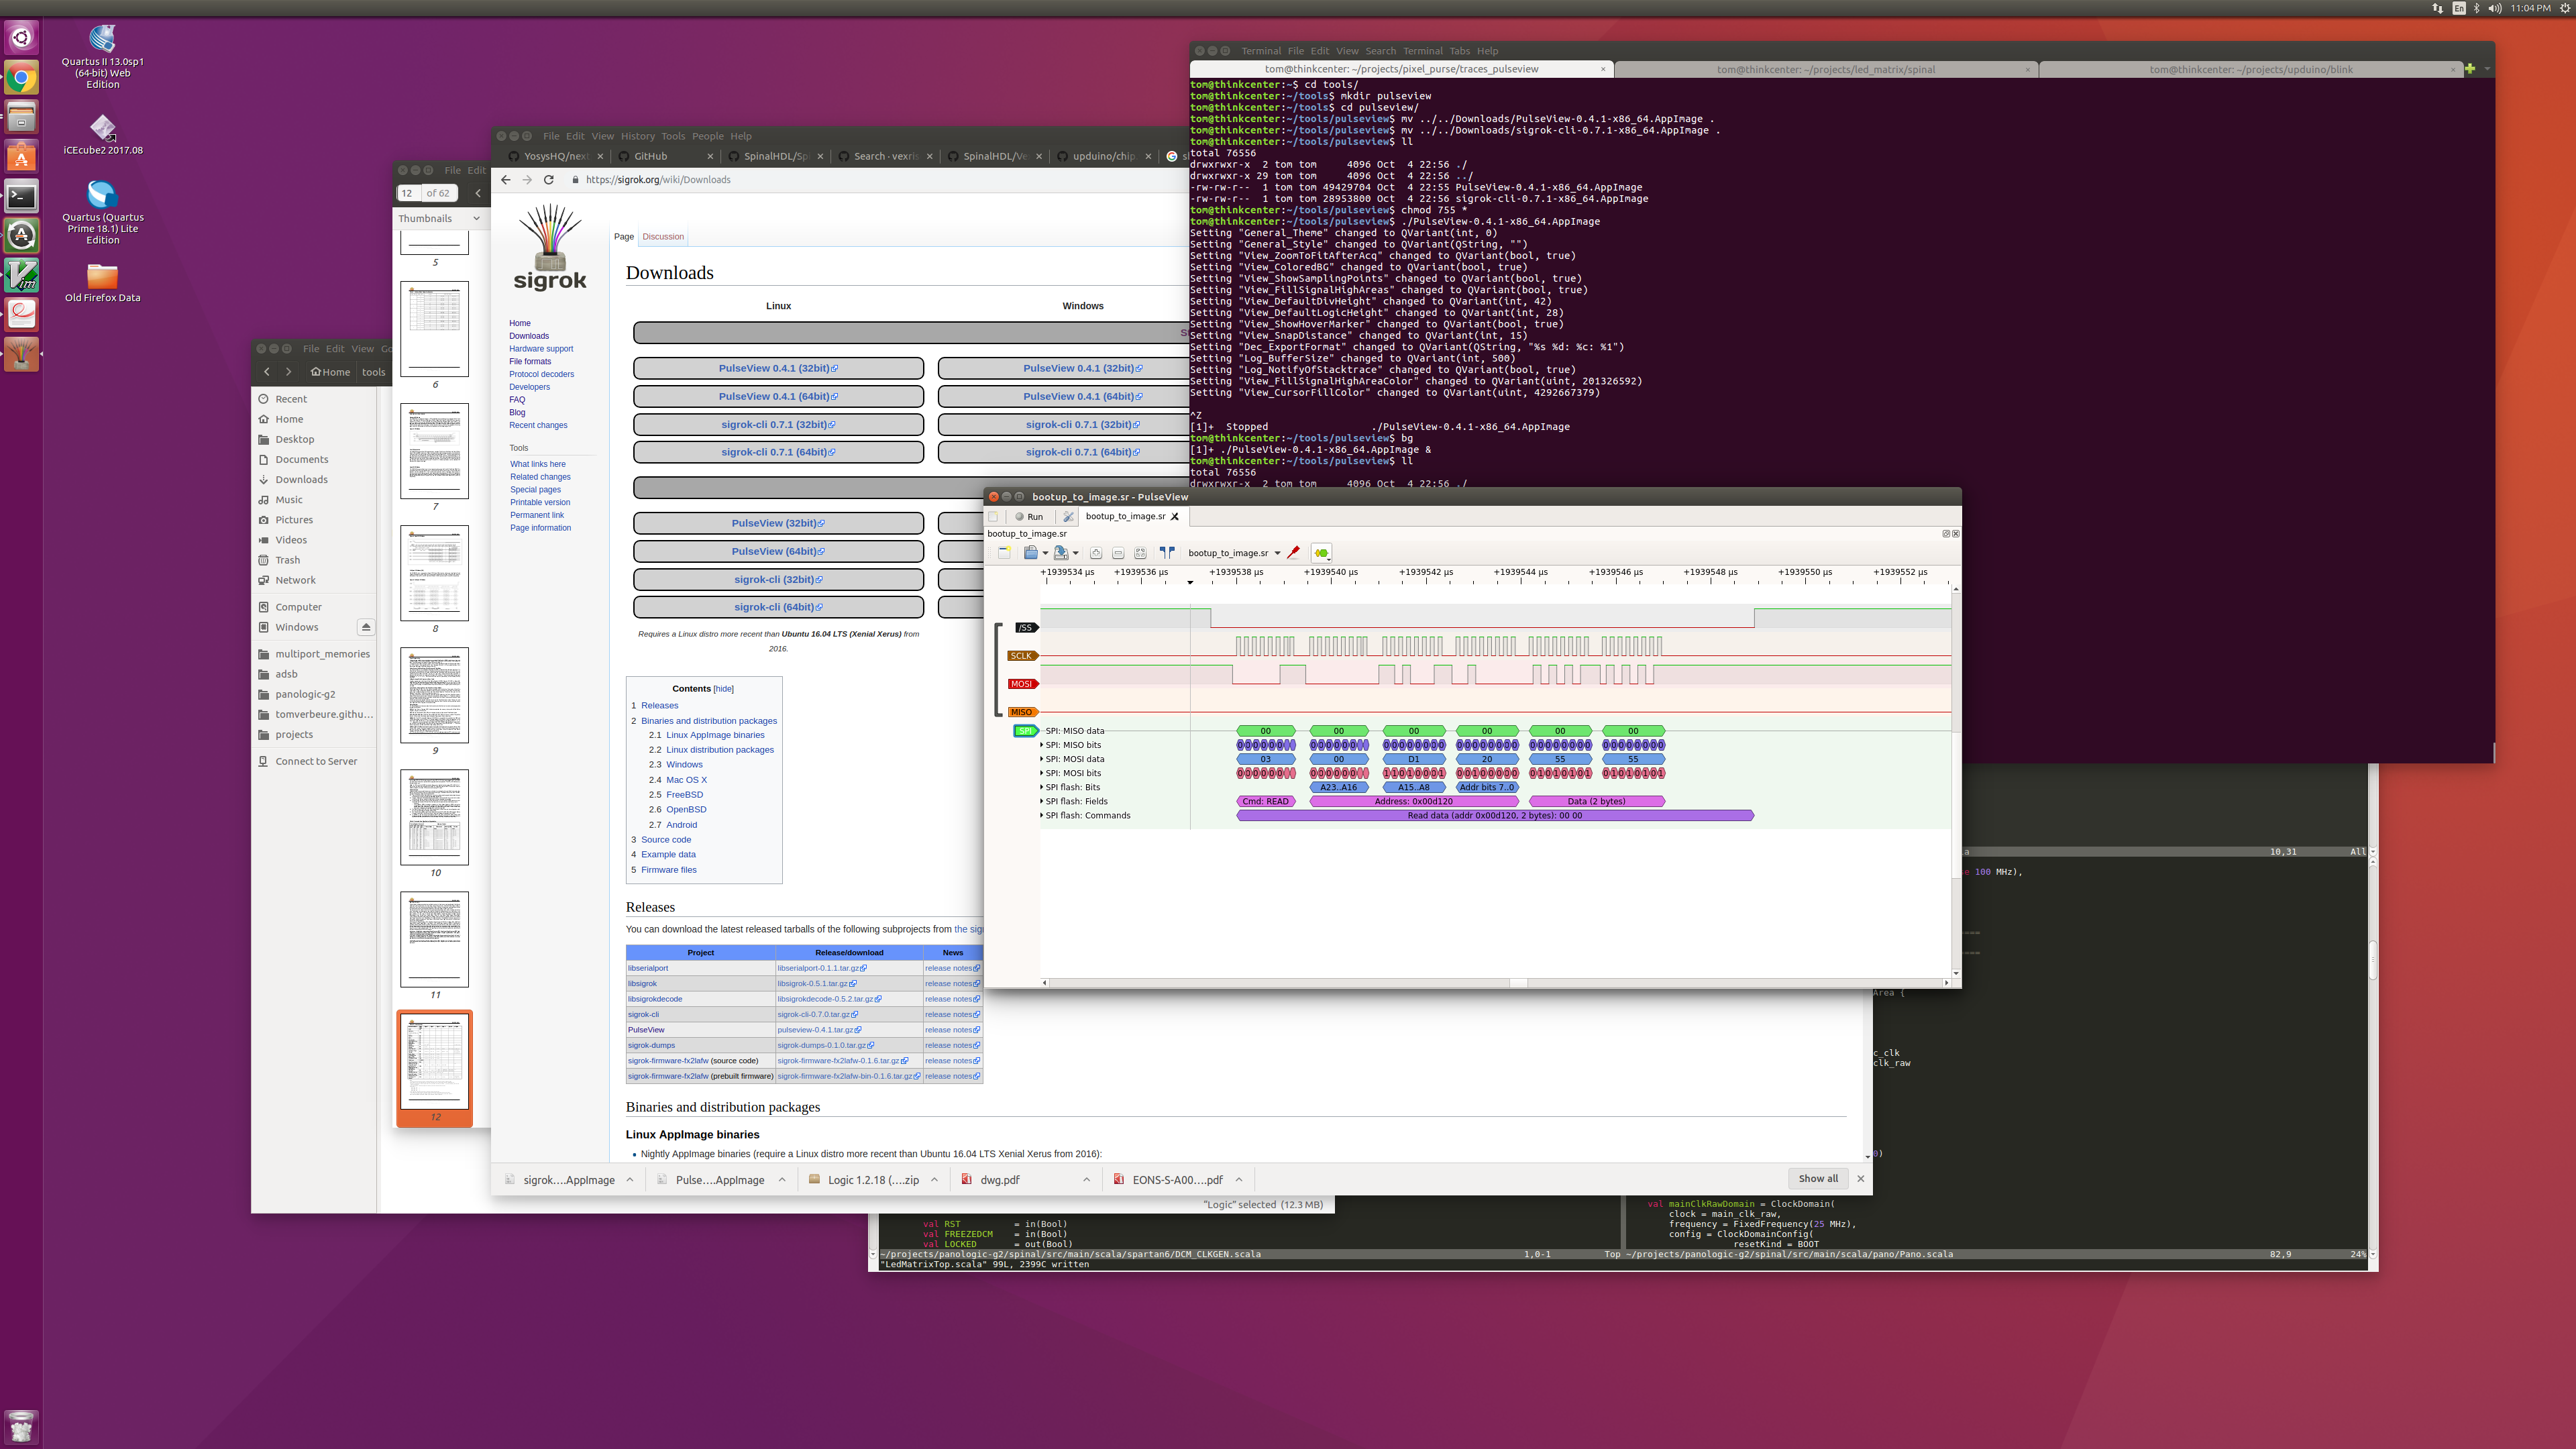 En
11:04 PM
Quartus II 13.0sp1
(64-bit) Web
Edition
iCEcube2 2017.08
Quartus (Quartus
Prime 18.1) Lite
Edition
Old Firefox Data
Terminal File Edit View Search Terminal Tabs Help
tom@thinkcenter: ~/projects/pixel_purse/traces_pulseview ×
tom@thinkcenter: ~/projects/led_matrix/spinal ×
tom@thinkcenter: ~/projects/upduino/blink ×
tom@thinkcenter:~$ cd tools/
tom@thinkcenter:~/tools$ mkdir pulseview
tom@thinkcenter:~/tools$ cd pulseview/
tom@thinkcenter:~/tools/pulseview$ mv ../../Downloads/PulseView-0.4.1-x86_64.AppImage .
tom@thinkcenter:~/tools/pulseview$ mv ../../Downloads/sigrok-cli-0.7.1-x86_64.AppImage .
tom@thinkcenter:~/tools/pulseview$ ll
total 76556
drwxrwxr-x  2 tom tom     4096 Oct  4 22:56 ./
drwxrwxr-x 29 tom tom     4096 Oct  4 22:56 ../
-rw-rw-r--  1 tom tom 49429704 Oct  4 22:55 PulseView-0.4.1-x86_64.AppImage
-rw-rw-r--  1 tom tom 28953800 Oct  4 22:56 sigrok-cli-0.7.1-x86_64.AppImage
tom@thinkcenter:~/tools/pulseview$ chmod 755 *
tom@thinkcenter:~/tools/pulseview$ ./PulseView-0.4.1-x86_64.AppImage
Setting "General_Theme" changed to QVariant(int, 0)
Setting "General_Style" changed to QVariant(QString, "")
Setting "View_ZoomToFitAfterAcq" changed to QVariant(bool, true)
Setting "View_ColoredBG" changed to QVariant(bool, true)
Setting "View_ShowSamplingPoints" changed to QVariant(bool, true)
Setting "View_FillSignalHighAreas" changed to QVariant(bool, true)
Setting "View_DefaultDivHeight" changed to QVariant(int, 42)
Setting "View_DefaultLogicHeight" changed to QVariant(int, 28)
Setting "View_ShowHoverMarker" changed to QVariant(bool, true)
Setting "View_SnapDistance" changed to QVariant(int, 15)
Setting "Dec_ExportFormat" changed to QVariant(QString, "%s %d: %c: %1")
Setting "Log_BufferSize" changed to QVariant(int, 500)
Setting "Log_NotifyOfStacktrace" changed to QVariant(bool, true)
Setting "View_FillSignalHighAreaColor" changed to QVariant(uint, 201326592)
Setting "View_CursorFillColor" changed to QVariant(uint, 4292667379)
^Z
[1]+  Stopped                 ./PulseView-0.4.1-x86_64.AppImage
tom@thinkcenter:~/tools/pulseview$ bg
[1]+ ./PulseView-0.4.1-x86_64.AppImage &
tom@thinkcenter:~/tools/pulseview$ ll
total 76556
drwxrwxr-x  2 tom tom     4096 Oct  4 22:56 ./
File Edit View History Tools People Help
YosysHQ/nex
GitHub
SpinalHDL/Sp
Search · vexris
SpinalHDL/Ve
upduino/chip.
https://sigrok.org/wiki/Downloads
sigrok
Page Discussion
Downloads
Linux Windows
PulseView 0.4.1 (32bit) PulseView 0.4.1 (32bit)
PulseView 0.4.1 (64bit) PulseView 0.4.1 (64bit)
sigrok-cli 0.7.1 (32bit) sigrok-cli 0.7.1 (32bit)
sigrok-cli 0.7.1 (64bit) sigrok-cli 0.7.1 (64bit)
PulseView (32bit)
PulseView (64bit)
sigrok-cli (32bit)
sigrok-cli (64bit)
Requires a Linux distro more recent than Ubuntu 16.04 LTS (Xenial Xerus) from
2016.
Home
Downloads
Hardware support
File formats
Protocol decoders
Developers
FAQ
Blog
Recent changes
Tools
What links here
Related changes
Special pages
Printable version
Permanent link
Page information
Contents [hide]
1 Releases
2 Binaries and distribution packages
2.1 Linux AppImage binaries
2.2 Linux distribution packages
2.3 Windows
2.4 Mac OS X
2.5 FreeBSD
2.6 OpenBSD
2.7 Android
3 Source code
4 Example data
5 Firmware files
Releases
You can download the latest released tarballs of the following subprojects from the sig
Project Release/download News
libserialport libserialport-0.1.1.tar.gz release notes
libsigrok libsigrok-0.5.1.tar.gz release notes
libsigrokdecode libsigrokdecode-0.5.2.tar.gz release notes
sigrok-cli sigrok-cli-0.7.0.tar.gz release notes
PulseView pulseview-0.4.1.tar.gz release notes
sigrok-dumps sigrok-dumps-0.1.0.tar.gz release notes
sigrok-firmware-fx2lafw (source code) sigrok-firmware-fx2lafw-0.1.6.tar.gz release notes
sigrok-firmware-fx2lafw (prebuilt firmware) sigrok-firmware-fx2lafw-bin-0.1.6.tar.gz release notes
Binaries and distribution packages
Linux AppImage binaries
• Nightly AppImage binaries (require a Linux distro more recent than Ubuntu 16.04 LTS Xenial Xerus from 2016):
sigrok....AppImage
Pulse....AppImage
Logic 1.2.18 (....zip
dwg.pdf
EONS-S-A00....pdf
Show all
File Edit
12 of 62
Thumbnails
5
6
7
8
9
10
11
12
File Edit View Go
Home tools
Recent
Home
Desktop
Documents
Downloads
Music
Pictures
Videos
Trash
Network
Computer
Windows
multiport_memories
adsb
panologic-g2
tomverbeure.githu...
projects
Connect to Server
"Logic" selected (12.3 MB)
bootup_to_image.sr - PulseView
Run
bootup_to_image.sr
bootup_to_image.sr
bootup_to_image.sr
+1939534 µs +1939536 µs +1939538 µs +1939540 µs +1939542 µs +1939544 µs +1939546 µs +1939548 µs +1939550 µs +1939552 µs
/SS
SCLK
MOSI
MISO
SPI
SPI: MISO data 00 00 00 00 00 00
SPI: MISO bits 000000 000000 00000000 00000000 00000000 00000000
SPI: MOSI data 03 00 D1 20 55 55
SPI: MOSI bits 000000 000000 11010001 00100000 01010101 01010101
SPI flash: Bits A23..A16 A15..A8 Addr bits 7..0
SPI flash: Fields Cmd: READ Address: 0x00d120 Data (2 bytes)
SPI flash: Commands Read data (addr 0x00d120, 2 bytes): 00 00
la 10,31 All
e 100 MHz),
Area {
c_clk
clk_raw
0)
val RST = in(Bool)
val FREEZEDCM = in(Bool)
val LOCKED = out(Bool)
~/projects/panologic-g2/spinal/src/main/scala/spartan6/DCM_CLKGEN.scala 1,0-1 Top
"LedMatrixTop.scala" 99L, 2399C written
val mainClkRawDomain = ClockDomain(
clock = main_clk_raw,
frequency = FixedFrequency(25 MHz),
config = ClockDomainConfig(
resetKind = BOOT
~/projects/panologic-g2/spinal/src/main/scala/pano/Pano.scala 82,9 24%